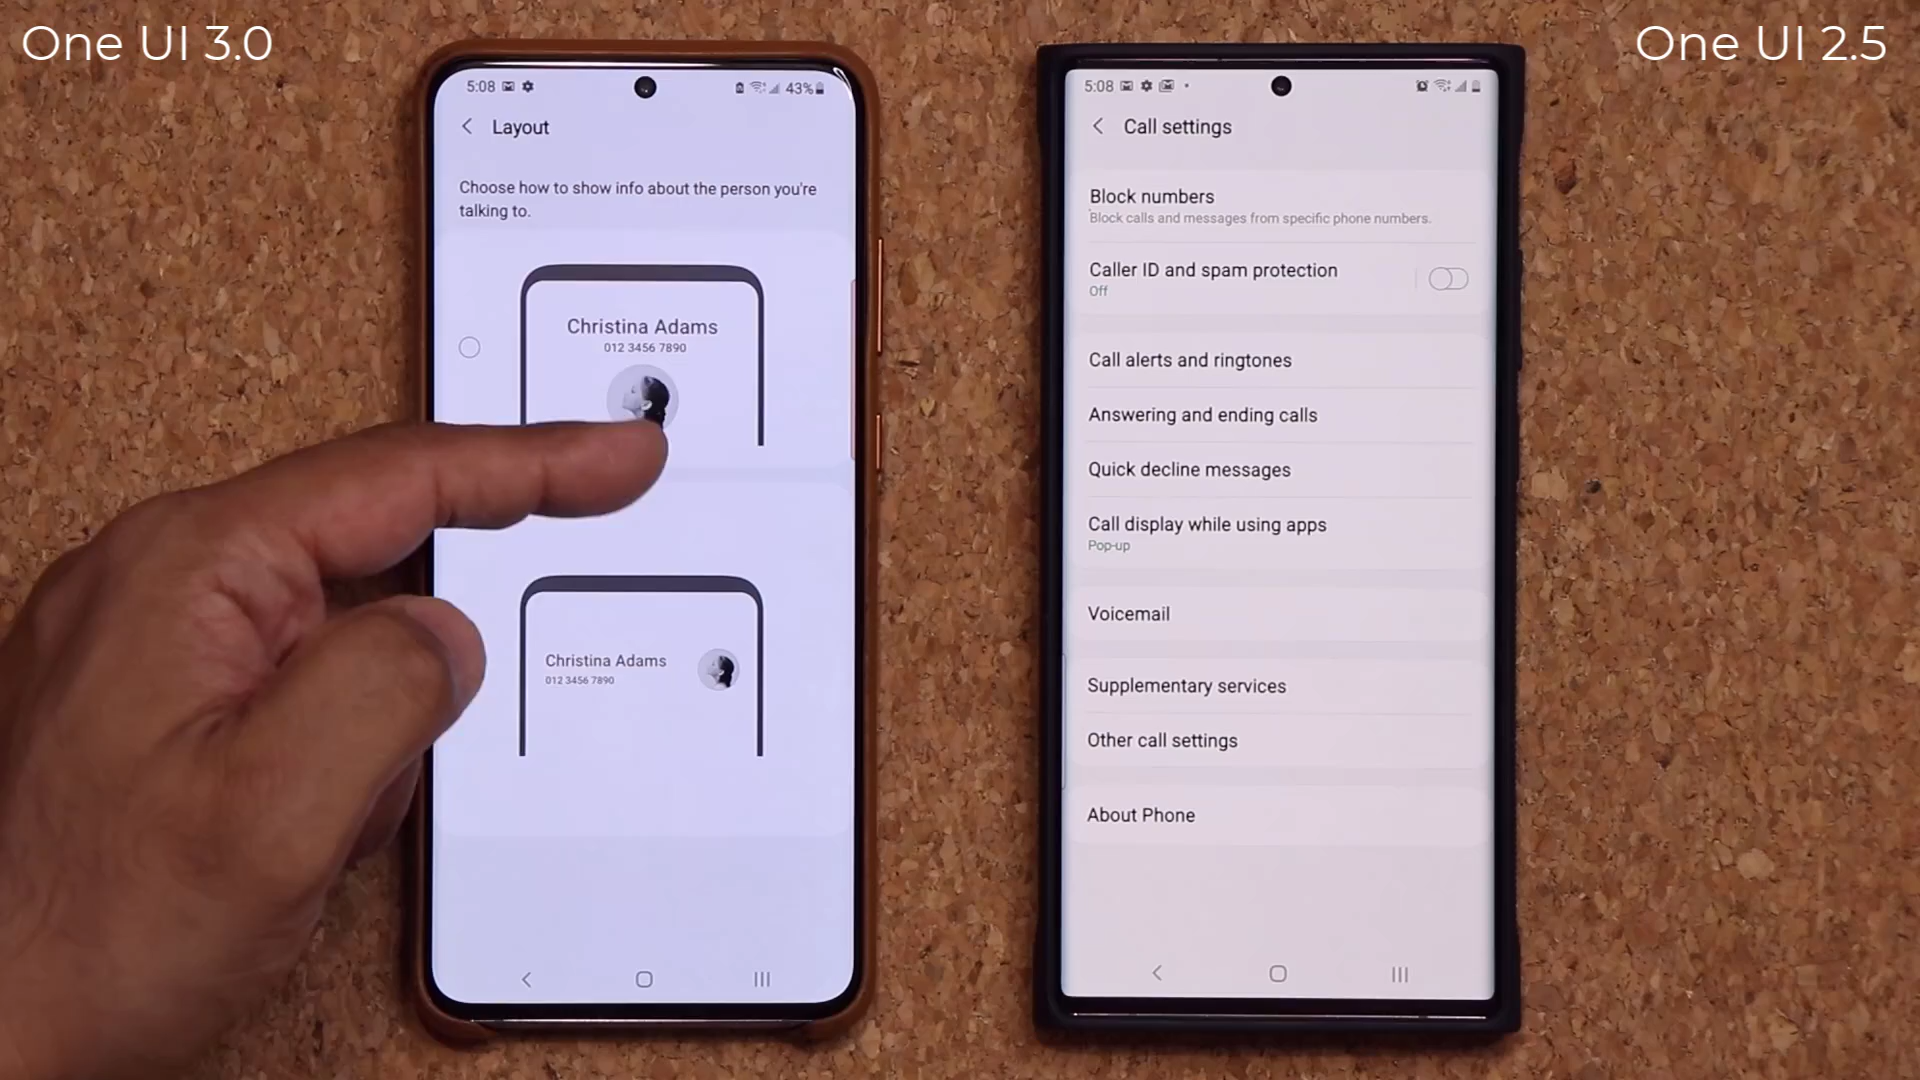 One UI 3.0
One UI 2.5
5:08
43%
Layout
Choose how to show info about the person you're
talking to.
Christina Adams
012 3456 7890
Christina Adams
012 3456 7890
5:08
Call settings
Block numbers
Block calls and messages from specific phone numbers.
Caller ID and spam protection
Off
Call alerts and ringtones
Answering and ending calls
Quick decline messages
Call display while using apps
Pop-up
Voicemail
Supplementary services
Other call settings
About Phone